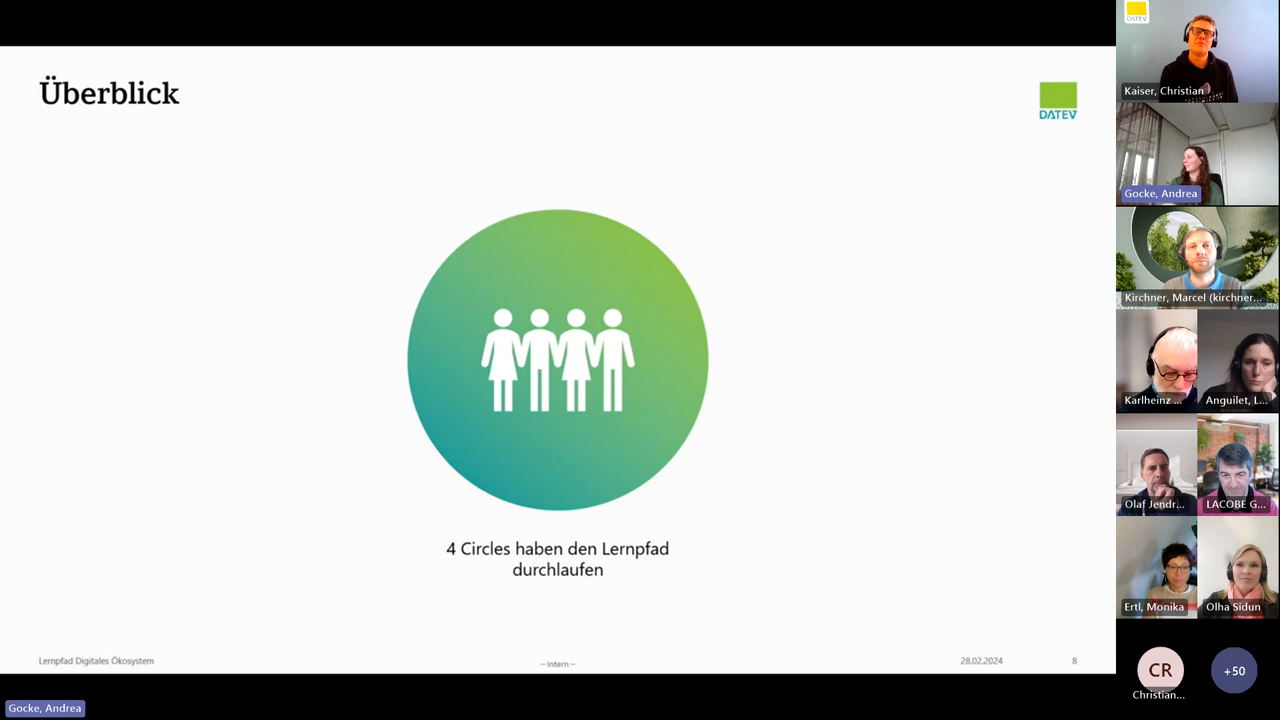 Überblick
DATEV
4 Circles haben den Lernpfad
durchlaufen
Lernpfad Digitales Ökosystem
– Intern –
28.02.2024
8
Gocke, Andrea
DATEV
Kaiser, Christian
Gocke, Andrea
Kirchner, Marcel (kirchner...
Karlheinz ...
Anguilet, L...
Olaf Jendr...
LACOBE G...
Ertl, Monika
Olha Sidun
CR
Christian...
+50